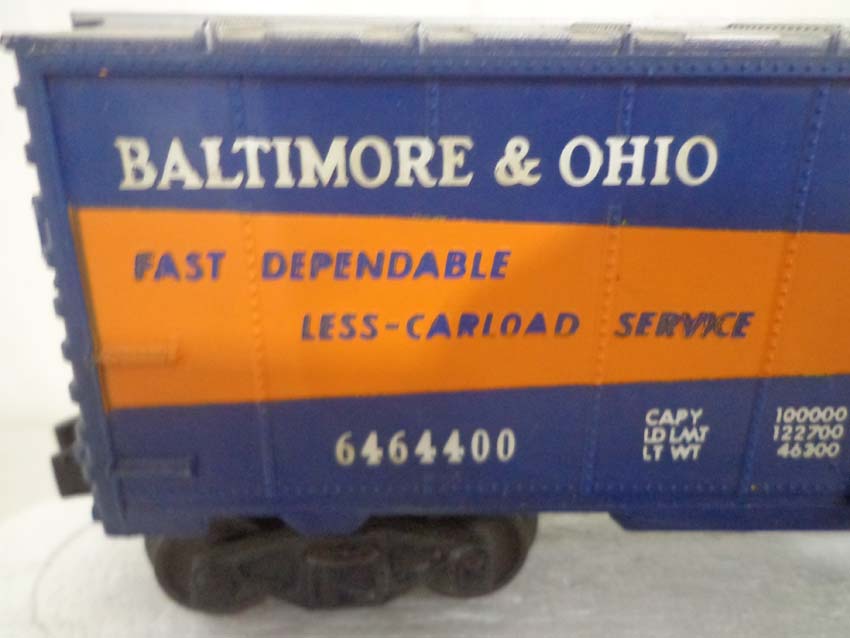 BALTIMORE & OHIO
FAST DEPENDABLE
LESS-CARLOAD SERVICE
6464400
CAPY 100000
LD LMT 122700
LT WT 46300